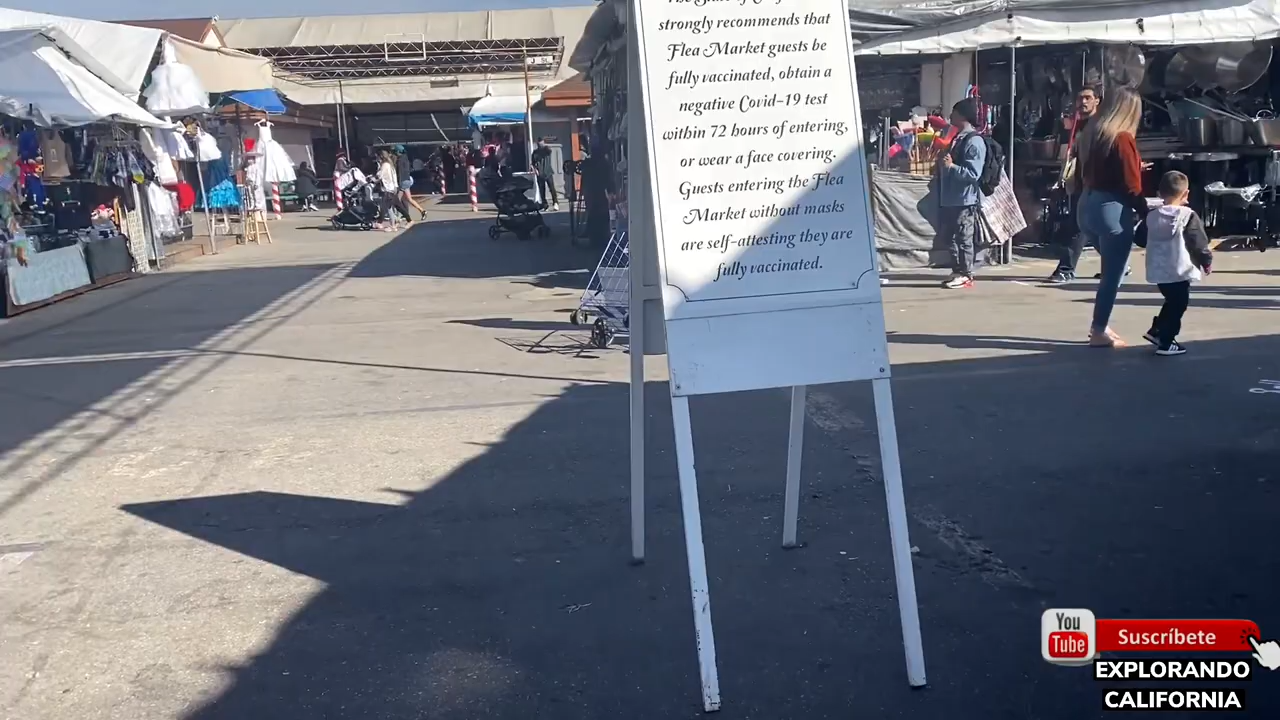 strongly recommends that
Flea Market guests be
fully vaccinated, obtain a
negative Covid-19 test
within 72 hours of entering,
or wear a face covering.
Guests entering the Flea
Market without masks
are self-attesting they are
fully vaccinated.
You
Tube
Suscríbete
EXPLORANDO
CALIFORNIA